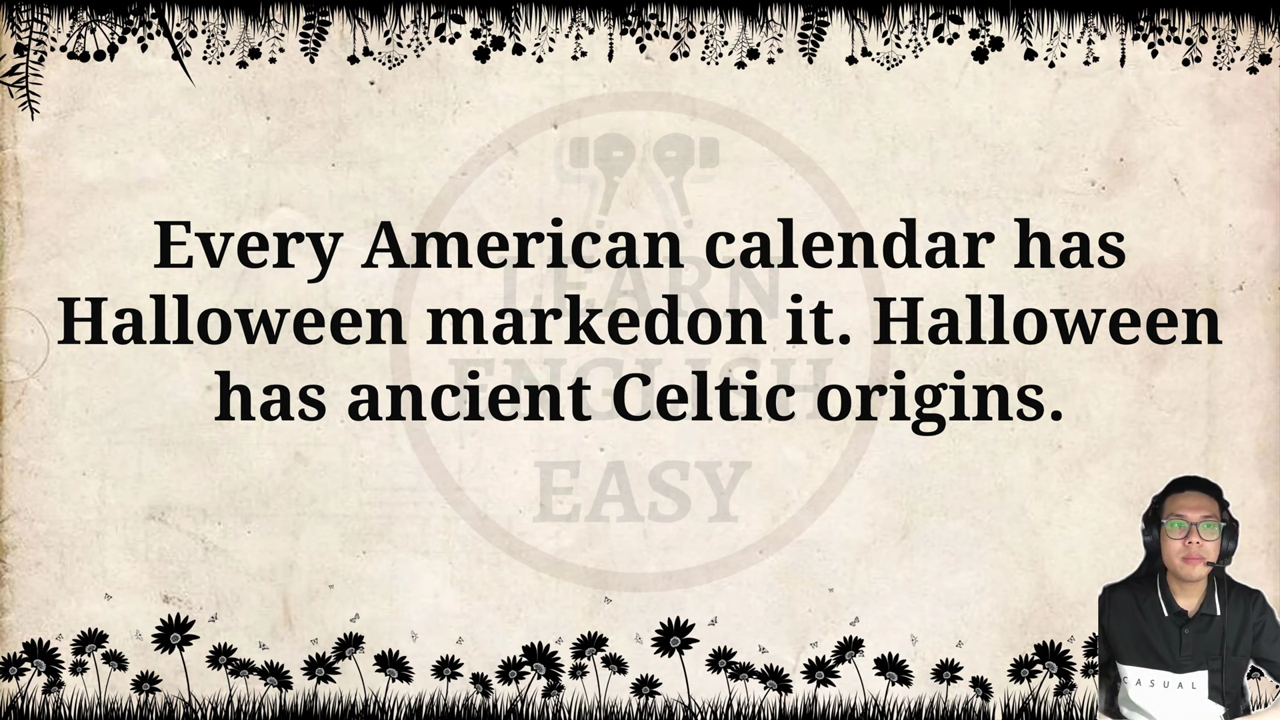 Every American calendar has
Halloween markedon it. Halloween
has ancient Celtic origins.
LEARN
ENGLISH
EASY
CASUAL